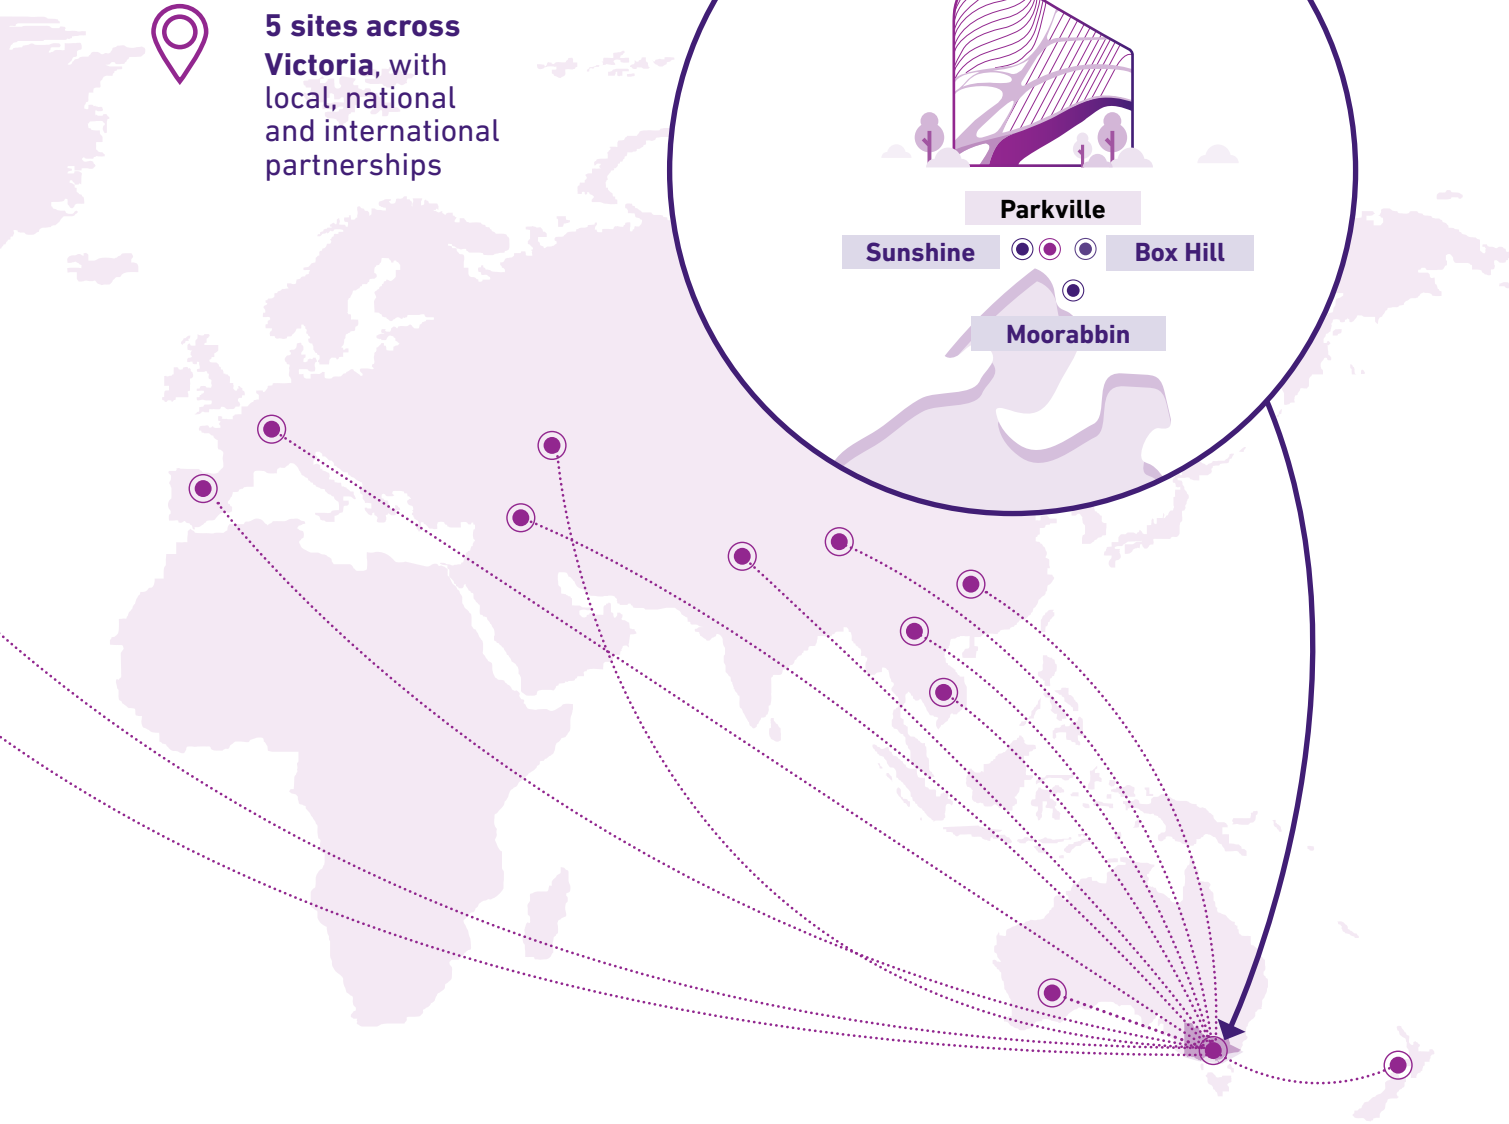 5 sites across
Victoria, with
local, national
and international
partnerships
Parkville
Sunshine
Box Hill
Moorabbin